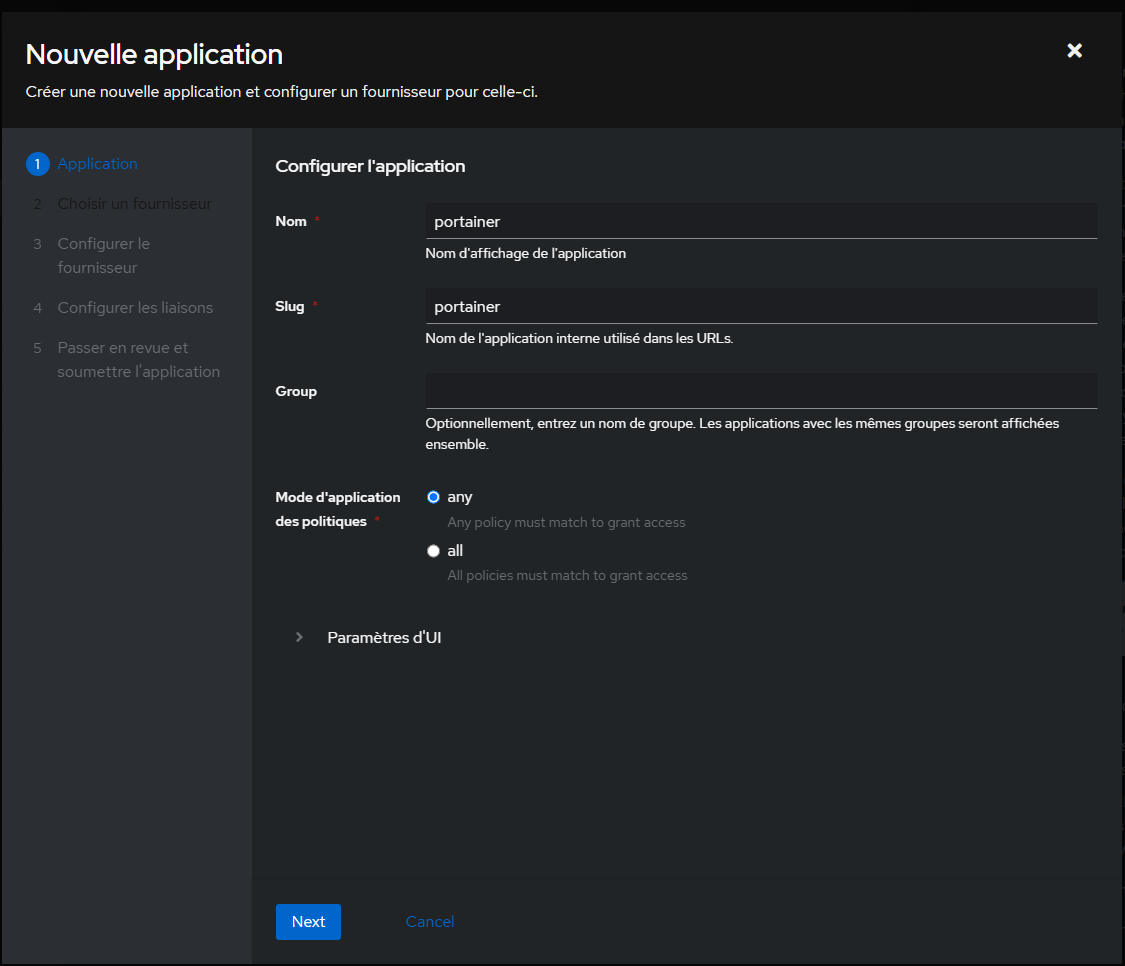 Nouvelle application
Créer une nouvelle application et configurer un fournisseur pour celle-ci.
1 Application
2 Choisir un fournisseur
3 Configurer le
fournisseur
4 Configurer les liaisons
5 Passer en revue et
soumettre l'application
Configurer l'application
Nom *
portainer
Nom d'affichage de l'application
Slug *
portainer
Nom de l'application interne utilisé dans les URLs.
Group
Optionnellement, entrez un nom de groupe. Les applications avec les mêmes groupes seront affichées
ensemble.
Mode d'application
des politiques *
any
Any policy must match to grant access
all
All policies must match to grant access
Paramètres d'UI
Next
Cancel